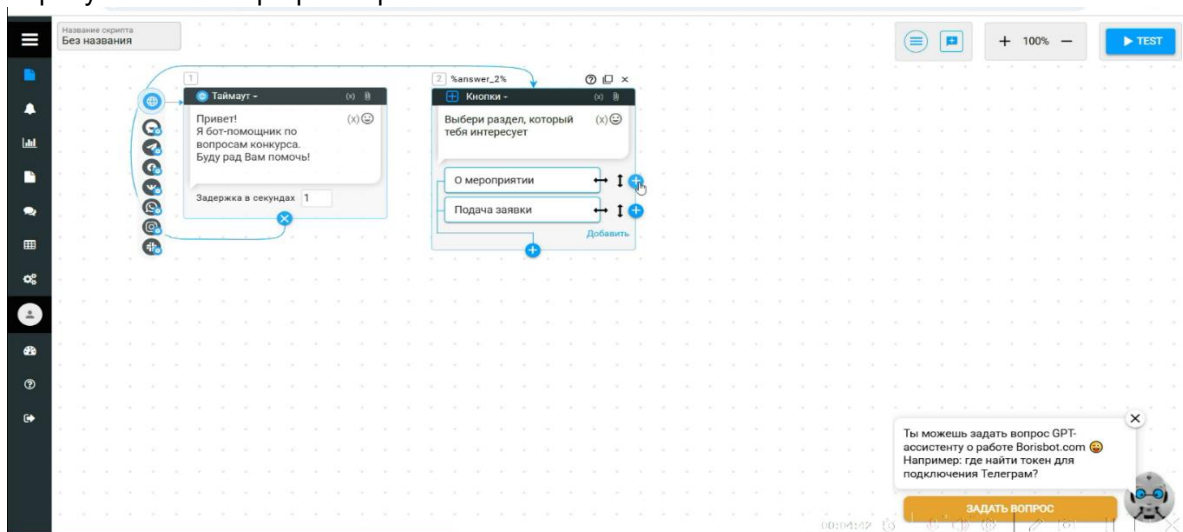 Название скрипта
Без названия
100%
TEST
1
Таймаут
(x)
Привет!
(x)
Я бот-помощник по
вопросам конкурса.
Буду рад Вам помочь!
Задержка в секундах 1
2 %answer_2%
Кнопки
(x)
Выбери раздел, который
(x)
тебя интересует
О мероприятии
Подача заявки
Добавить
Ты можешь задать вопрос GPT-
ассистенту о работе Borisbot.com
Например: где найти токен для
подключения Телеграм?
ЗАДАТЬ ВОПРОС